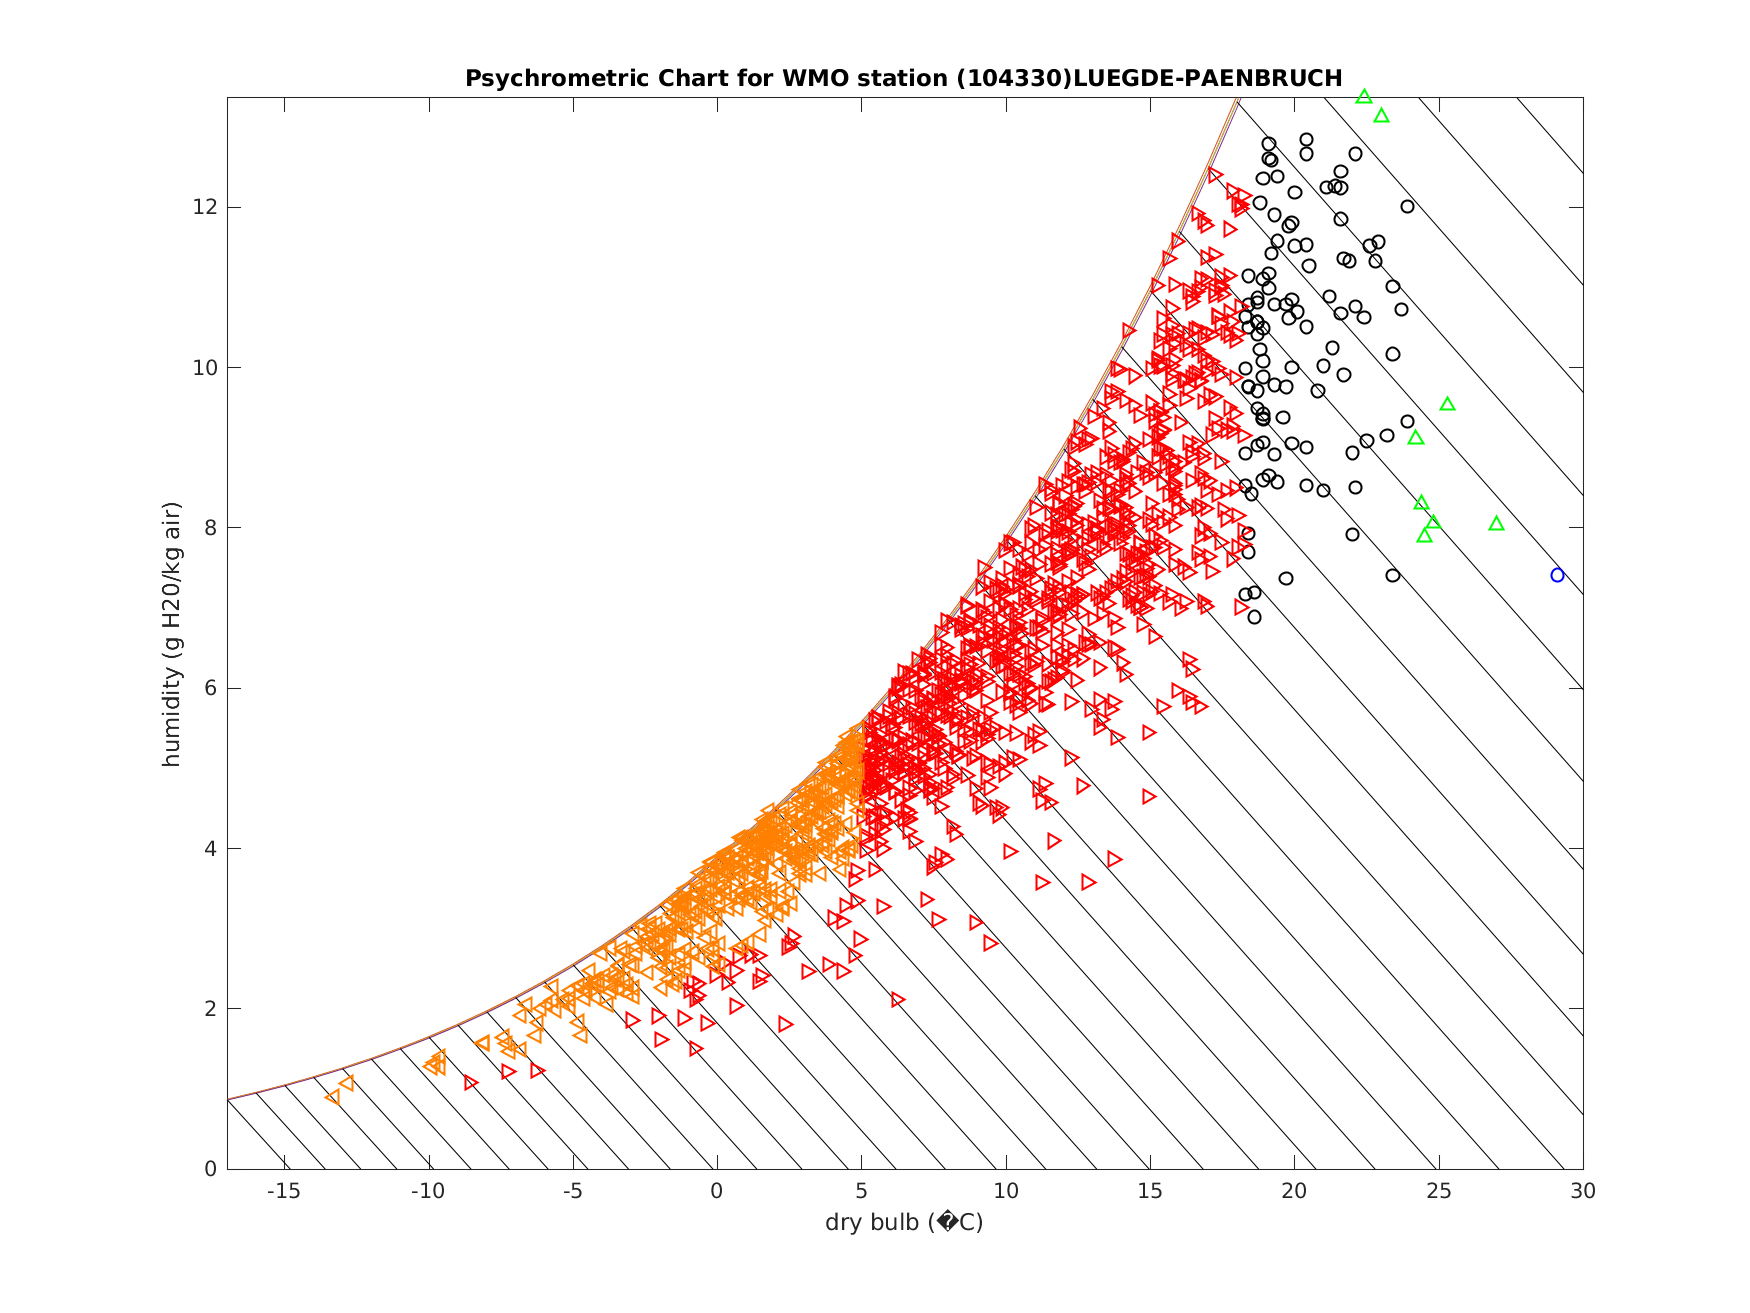 Psychrometric Chart for WMO station (104330)LUEGDE-PAENBRUCH
humidity (g H20/kg air)
12
10
8
6
4
2
0
-15 -10 -5 0 5 10 15 20 25 30
dry bulb (�C)